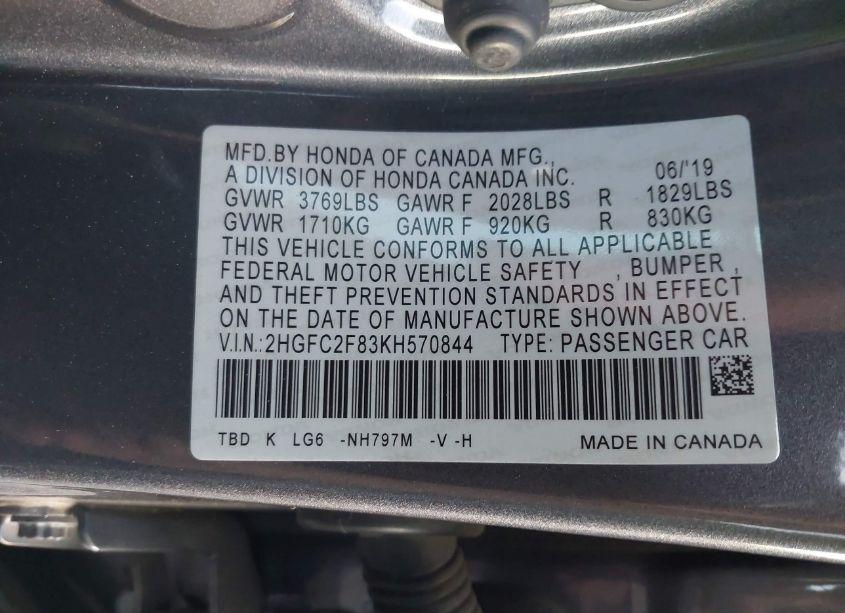 MFD.BY HONDA OF CANADA MFG.,
A DIVISION OF HONDA CANADA INC. 06/'19
GVWR 3769LBS GAWR F 2028LBS R 1829LBS
GVWR 1710KG GAWR F 920KG R 830KG
THIS VEHICLE CONFORMS TO ALL APPLICABLE
FEDERAL MOTOR VEHICLE SAFETY , BUMPER ,
AND THEFT PREVENTION STANDARDS IN EFFECT
ON THE DATE OF MANUFACTURE SHOWN ABOVE.
V.I.N.:2HGFC2F83KH570844 TYPE: PASSENGER CAR
TBD K LG6 -NH797M -V -H MADE IN CANADA